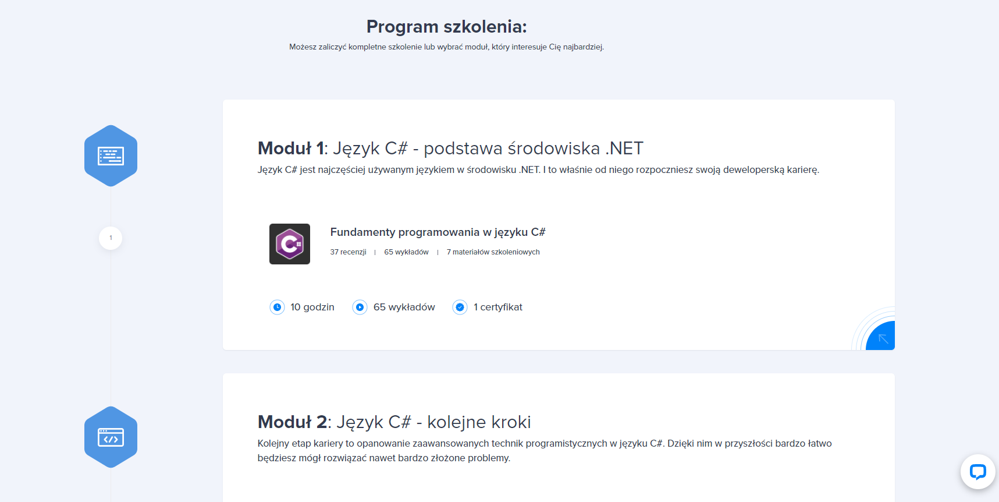 Program szkolenia:
Możesz zaliczyć kompletne szkolenie lub wybrać moduł, który interesuje Cię najbardziej.
Moduł 1: Język C# - podstawa środowiska .NET
Język C# jest najczęściej używanym językiem w środowisku .NET. I to właśnie od niego rozpoczniesz swoją deweloperską karierę.
1
C#
Fundamenty programowania w języku C#
37 recenzji | 65 wykładów | 7 materiałów szkoleniowych
10 godzin 65 wykładów 1 certyfikat
Moduł 2: Język C# - kolejne kroki
Kolejny etap kariery to opanowanie zaawansowanych technik programistycznych w języku C#. Dzięki nim w przyszłości bardzo łatwo
będziesz mógł rozwiązać nawet bardzo złożone problemy.